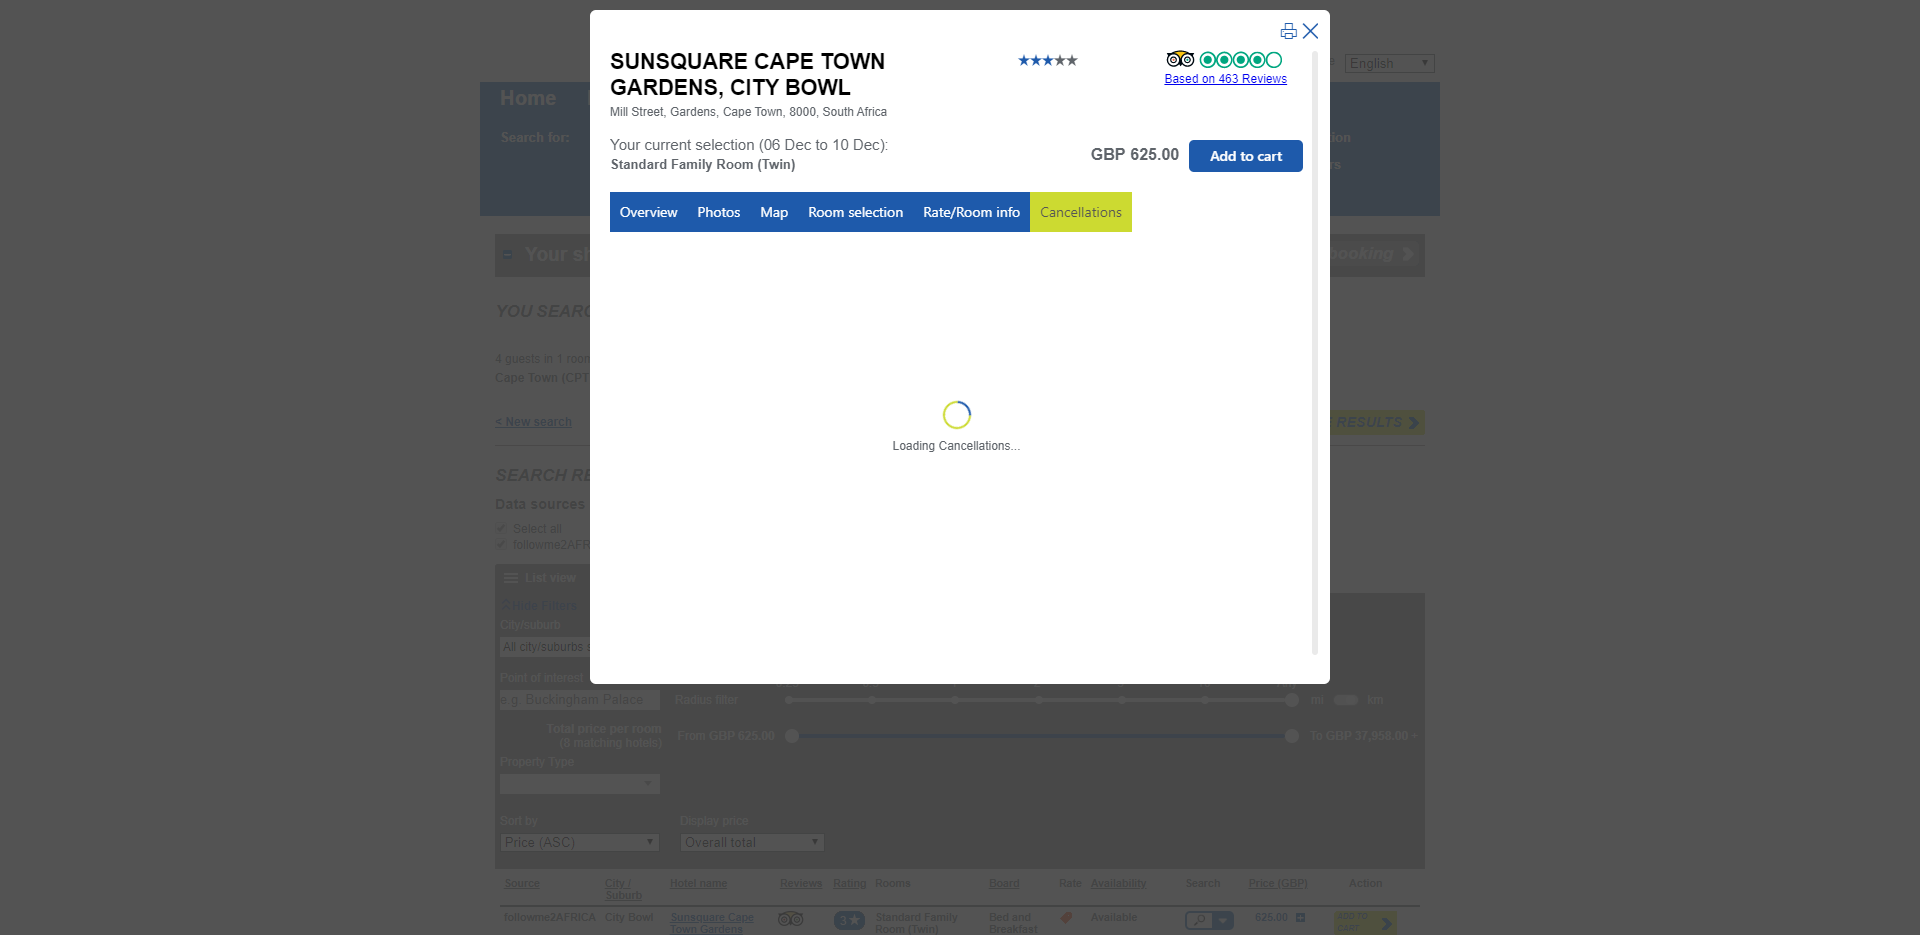 English
Home
Search for:
SUNSQUARE CAPE TOWN
GARDENS, CITY BOWL
Mill Street, Gardens, Cape Town, 8000, South Africa
Based on 463 Reviews
Your current selection (06 Dec to 10 Dec):
Standard Family Room (Twin)
GBP 625.00
Add to cart
Overview Photos Map Room selection Rate/Room info Cancellations
Loading Cancellations...
Your
booking
YOU
4 guests in 1
Cape Town (CPT
< New search
RESULTS
SEARCH
Data sources
Select all
List view
Hide Filters
City/suburb
All city/suburbs
Point of interest
e.g. Buckingham Palace
Radius filter
mi
km
Total price per room
(8 matching hotels)
From GBP 625.00
To GBP 37,958.00
Property Type
Sort by
Display price
Price (ASC)
Overall total
Source City / Suburb Hotel name Reviews Rating Rooms Board Rate Availability Search Price (GBP) Action
followme2AFRICA City Bowl Sunsquare Cape 3 Standard Family Bed and Available 625.00 ADD TO
Town Gardens Room (Twin) Breakfast CART